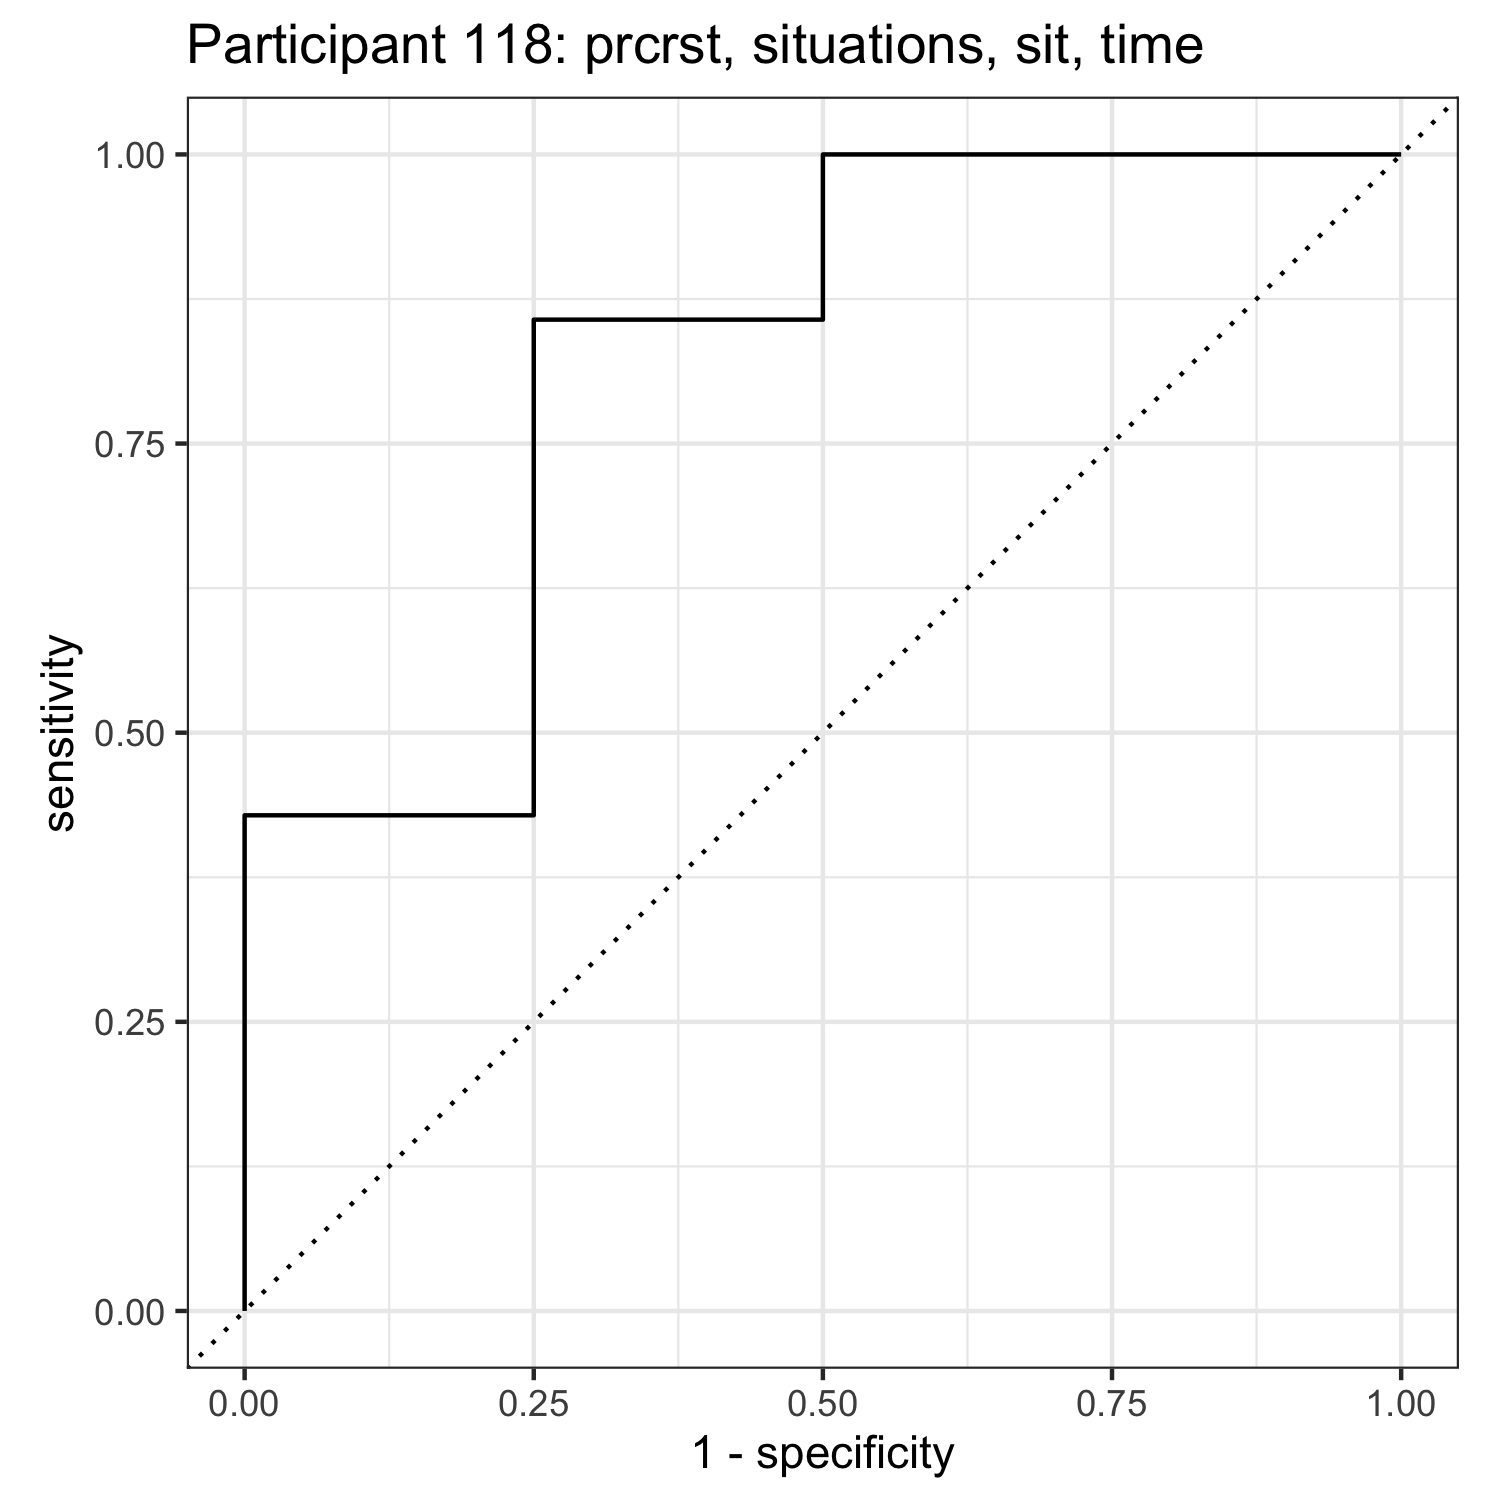 Participant 118: prcrst, situations, sit, time
1.00
0.75
0.50
0.25
0.00
sensitivity
0.00 0.25 0.50 0.75 1.00
1 - specificity